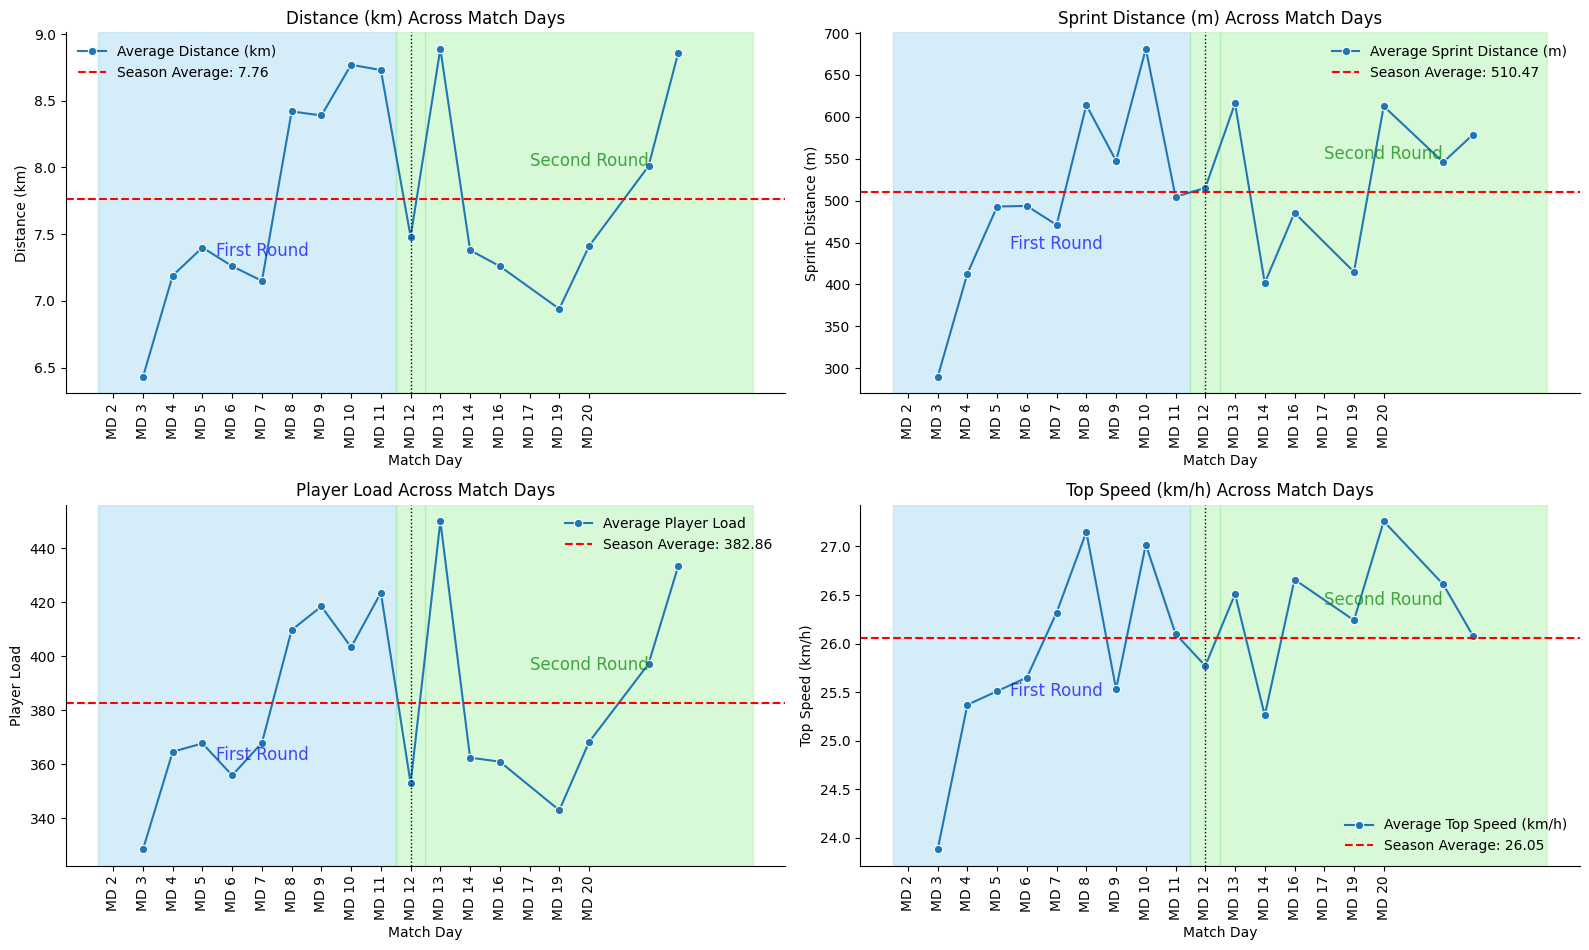 Distance (km) Across Match Days
Average Distance (km)
Season Average: 7.76
First Round
Second Round
Distance (km)
9.0
8.5
8.0
7.5
7.0
6.5
MD 2
MD 3
MD 4
MD 5
MD 6
MD 7
MD 8
MD 9
MD 10
MD 11
MD 12
MD 13
MD 14
MD 16
MD 17
MD 19
MD 20
Match Day
Sprint Distance (m) Across Match Days
Average Sprint Distance (m)
Season Average: 510.47
First Round
Second Round
Sprint Distance (m)
700
650
600
550
500
450
400
350
300
MD 2
MD 3
MD 4
MD 5
MD 6
MD 7
MD 8
MD 9
MD 10
MD 11
MD 12
MD 13
MD 14
MD 16
MD 17
MD 19
MD 20
Match Day
Player Load Across Match Days
Average Player Load
Season Average: 382.86
First Round
Second Round
Player Load
440
420
400
380
360
340
MD 2
MD 3
MD 4
MD 5
MD 6
MD 7
MD 8
MD 9
MD 10
MD 11
MD 12
MD 13
MD 14
MD 16
MD 17
MD 19
MD 20
Match Day
Top Speed (km/h) Across Match Days
First Round
Second Round
Average Top Speed (km/h)
Season Average: 26.05
Top Speed (km/h)
27.0
26.5
26.0
25.5
25.0
24.5
24.0
MD 2
MD 3
MD 4
MD 5
MD 6
MD 7
MD 8
MD 9
MD 10
MD 11
MD 12
MD 13
MD 14
MD 16
MD 17
MD 19
MD 20
Match Day